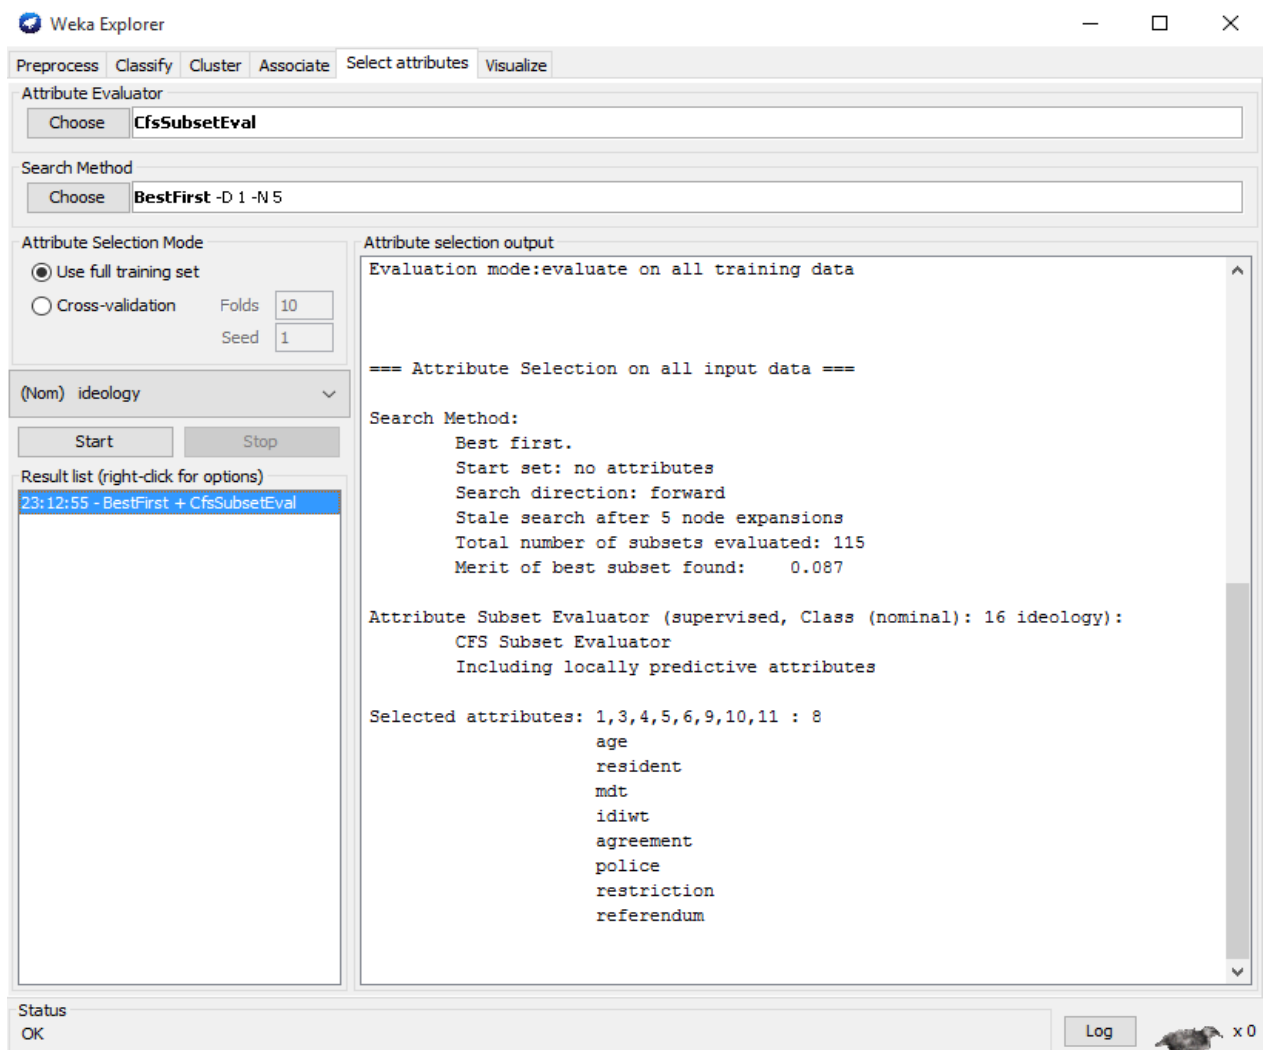 Weka Explorer
Preprocess Classify Cluster Associate Select attributes Visualize
Attribute Evaluator
Choose CfsSubsetEval
Search Method
Choose BestFirst -D 1 -N 5
Attribute Selection Mode
Use full training set
Cross-validation Folds 10
Seed 1
(Nom) ideology
Start Stop
Result list (right-click for options)
23:12:55 - BestFirst + CfsSubsetEval
Attribute selection output
Evaluation mode:evaluate on all training data
=== Attribute Selection on all input data ===
Search Method:
Best first.
Start set: no attributes
Search direction: forward
Stale search after 5 node expansions
Total number of subsets evaluated: 115
Merit of best subset found: 0.087
Attribute Subset Evaluator (supervised, Class (nominal): 16 ideology):
CFS Subset Evaluator
Including locally predictive attributes
Selected attributes: 1,3,4,5,6,9,10,11 : 8
age
resident
mdt
idiwt
agreement
police
restriction
referendum
Status
OK
Log x 0